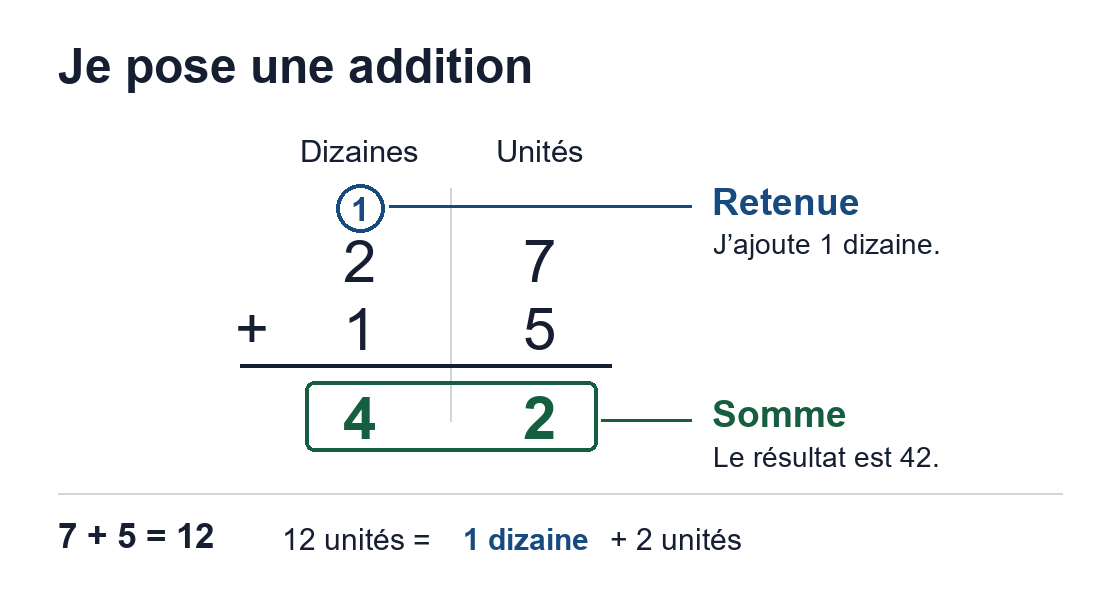 Je pose une addition
Dizaines Unités
1 Retenue
J’ajoute 1 dizaine.
2 7
+ 1 5
4 2 Somme
Le résultat est 42.
7 + 5 = 12 12 unités = 1 dizaine + 2 unités